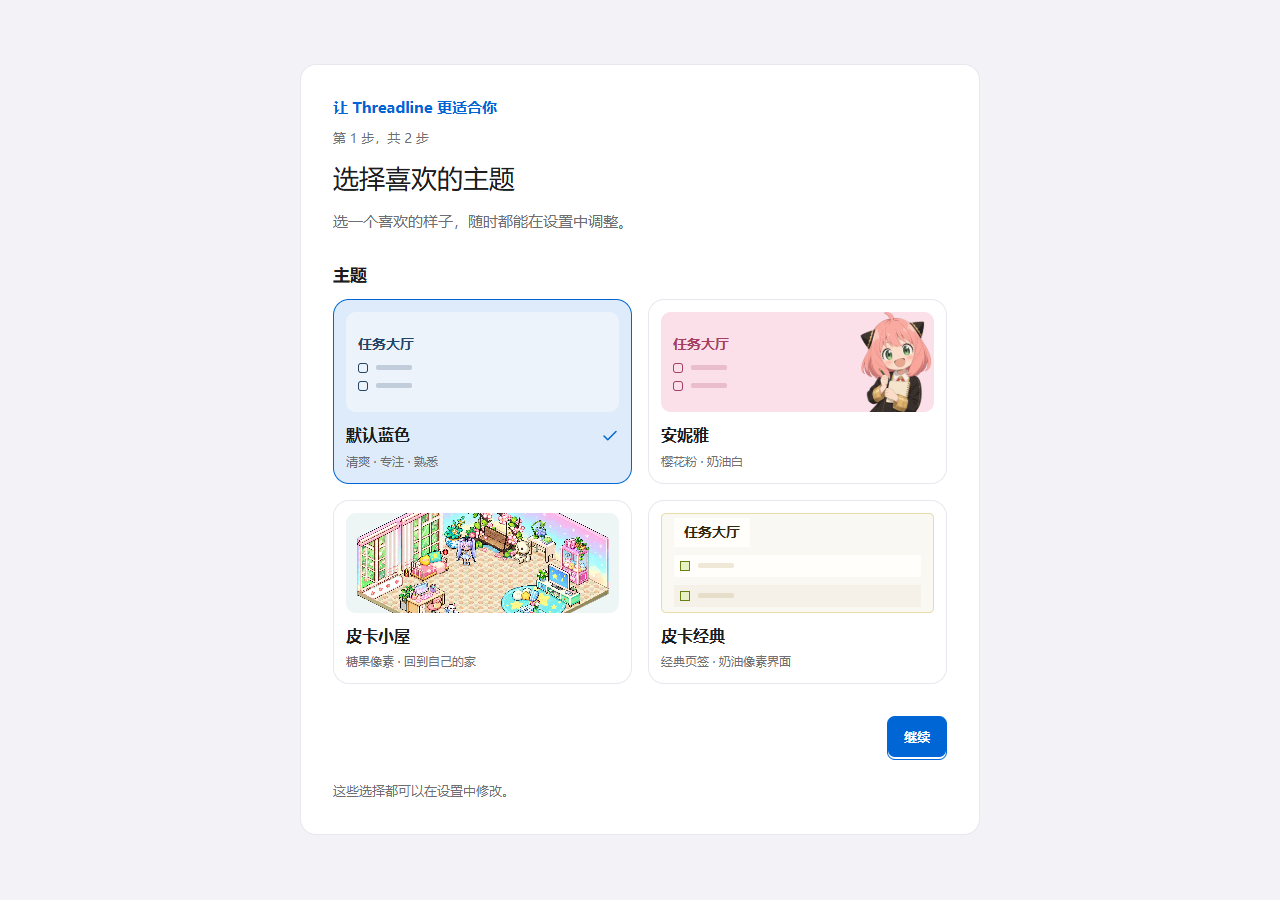 让 Threadline 更适合你
第 1 步，共 2 步
选择喜欢的主题
选一个喜欢的样子，随时都能在设置中调整。
主题
任务大厅
默认蓝色
清爽 · 专注 · 熟悉
任务大厅
安妮雅
樱花粉 · 奶油白
皮卡小屋
糖果像素 · 回到自己的家
任务大厅
皮卡经典
经典页签 · 奶油像素界面
继续
这些选择都可以在设置中修改。